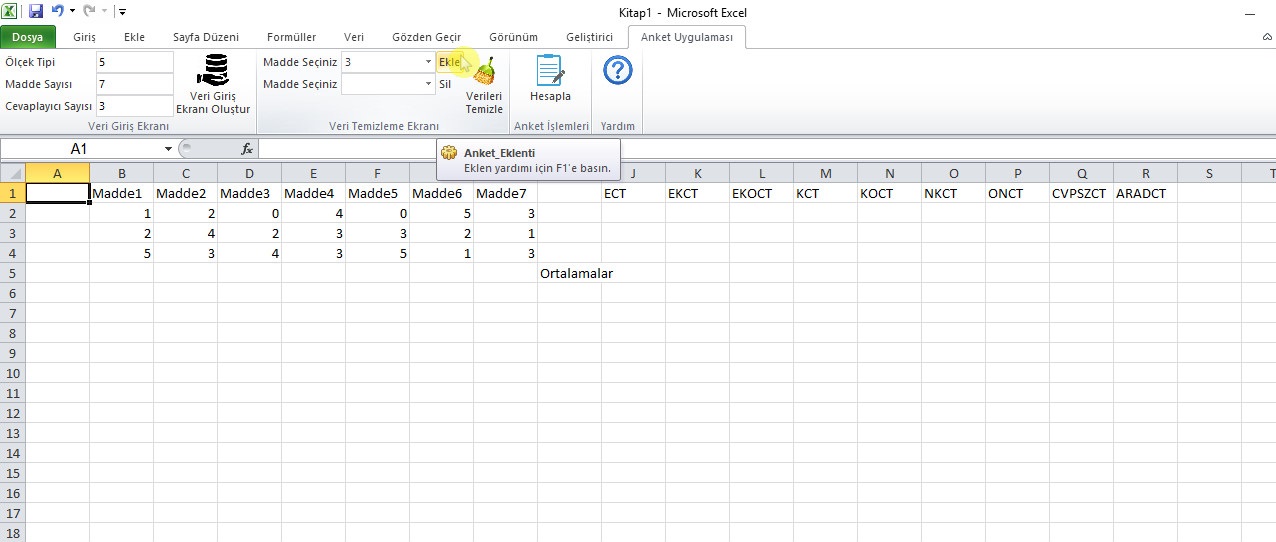 Kitap1 - Microsoft Excel
Dosya Giriş Ekle Sayfa Düzeni Formüller Veri Gözden Geçir Görünüm Geliştirici Anket Uygulaması
Ölçek Tipi 5
Madde Sayısı 7
Cevaplayıcı Sayısı 3
Veri Giriş
Ekranı Oluştur
Veri Giriş Ekranı
Madde Seçiniz 3 Ekle
Madde Seçiniz Sil
Verileri
Temizle
Veri Temizleme Ekranı
Hesapla
Anket İşlemleri
?
Yardım
A1 fx
Anket_Eklenti
Eklen yardımı için F1'e basın.
A B C D E F G H J K L M N O P Q R S T
1 Madde1 Madde2 Madde3 Madde4 Madde5 Madde6 Madde7 ECT EKCT EKOCT KCT KOCT NKCT ONCT CVPSZCT ARADCT
2 1 2 0 4 0 5 3
3 2 4 2 3 3 2 1
4 5 3 4 3 5 1 3
5 Ortalamalar
6
7
8
9
10
11
12
13
14
15
16
17
18